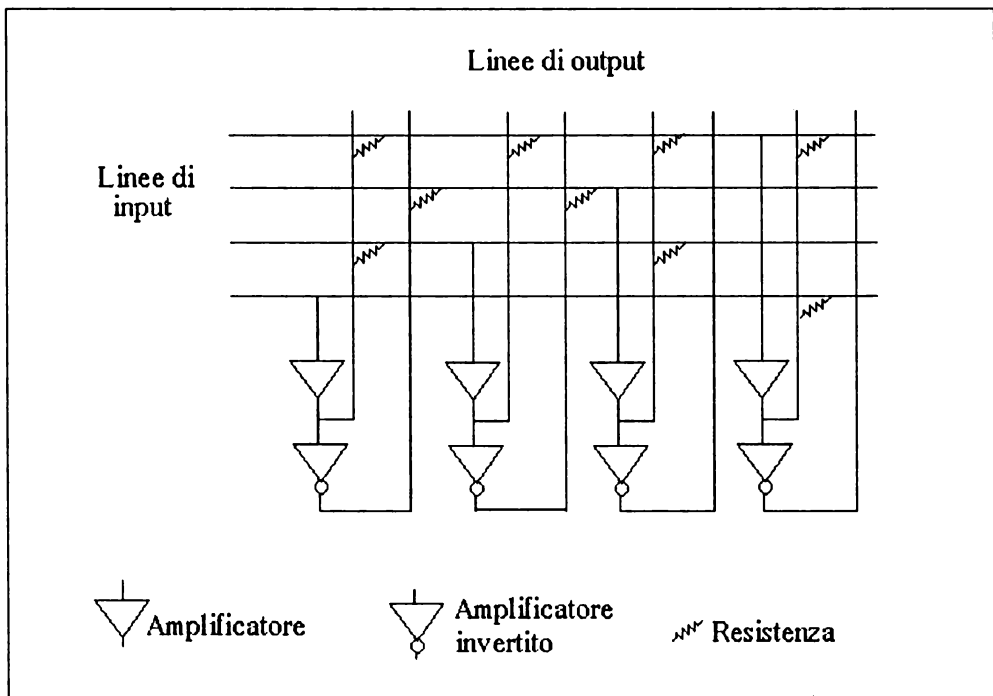 Linee di output
Linee di
input
Amplificatore
Amplificatore
invertito
Resistenza